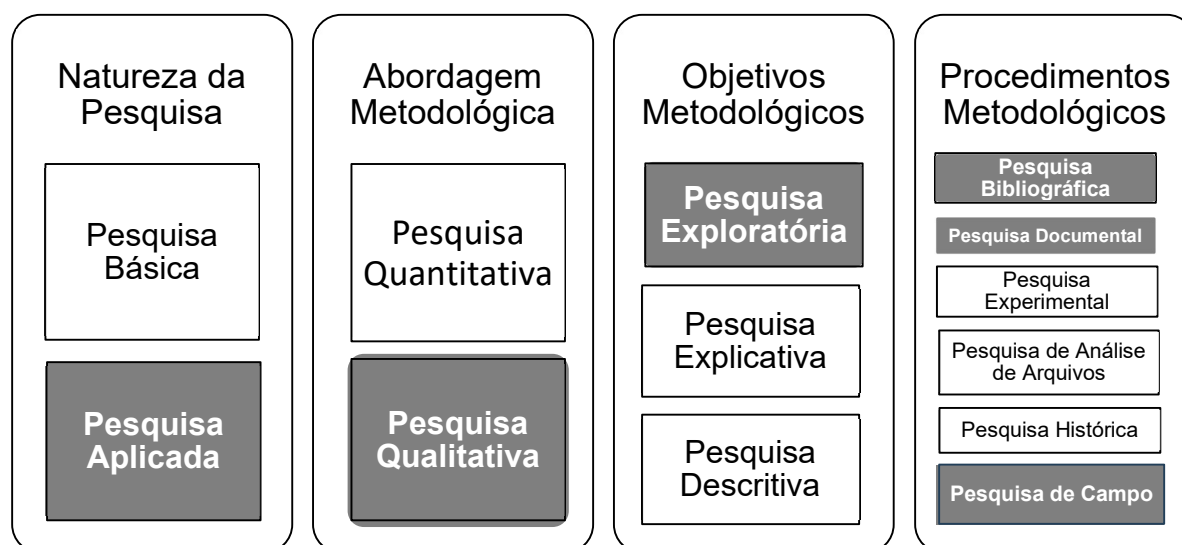 Natureza da
Pesquisa
Pesquisa
Básica
Pesquisa
Aplicada
Abordagem
Metodológica
Pesquisa
Quantitativa
Pesquisa
Qualitativa
Objetivos
Metodológicos
Pesquisa
Exploratória
Pesquisa
Explicativa
Pesquisa
Descritiva
Procedimentos
Metodológicos
Pesquisa
Bibliográfica
Pesquisa Documental
Pesquisa
Experimental
Pesquisa de Análise
de Arquivos
Pesquisa Histórica
Pesquisa de Campo